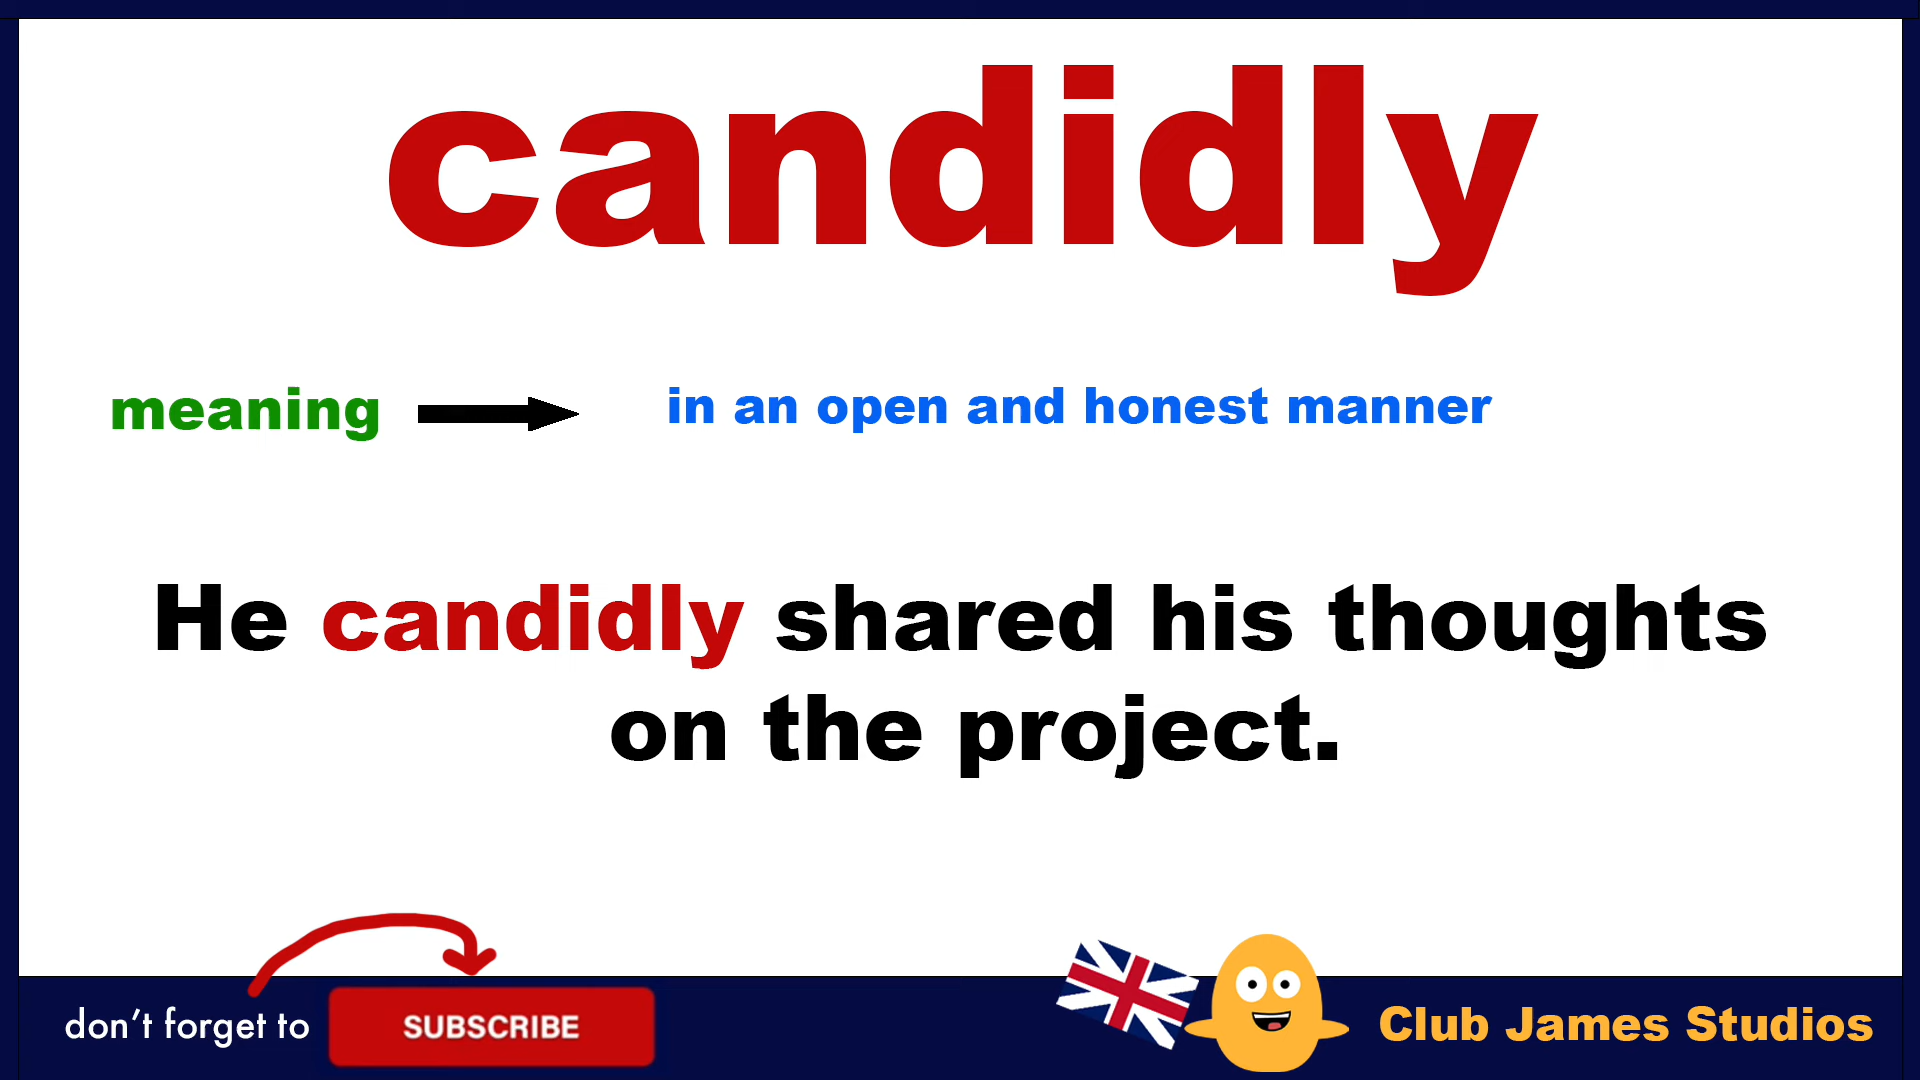 candidly
meaning
in an open and honest manner
He candidly shared his thoughts
on the project.
don't forget to
SUBSCRIBE
Club James Studios